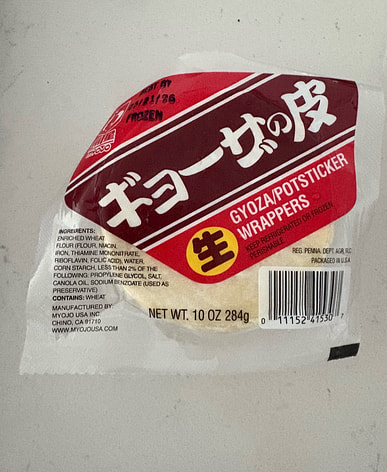 BEST BY
FROZEN
MYOJO
ギョーザの皮
GYOZA/POTSTICKER
WRAPPERS
生
KEEP REFRIGERATED OR FROZEN
PERISHABLE
REG. PENNA. DEPT. AGR.
PACKAGED IN U.S.A
INGREDIENTS:
ENRICHED WHEAT
FLOUR (FLOUR, NIACIN,
IRON, THIAMINE MONONITRATE,
RIBOFLAVIN, FOLIC ACID), WATER,
CORN STARCH, LESS THAN 2% OF THE
FOLLOWING: PROPYLENE GLYCOL, SALT,
CANOLA OIL, SODIUM BENZOATE (USED AS
PRESERVATIVE)
CONTAINS: WHEAT
MANUFACTURED BY:
MYOJO USA INC.
CHINO, CA 91710
WWW.MYOJOUSA.COM
NET WT. 10 OZ 284g
0 11152 41530 7